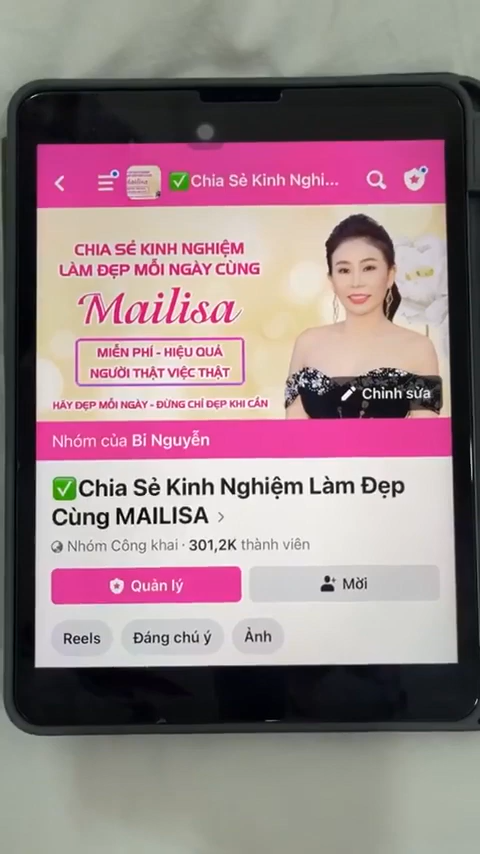 ✅Chia Sẻ Kinh Nghi...
CHIA SẺ KINH NGHIỆM
LÀM ĐẸP MỖI NGÀY CÙNG
Mailisa
MIỄN PHÍ - HIỆU QUẢ
NGƯỜI THẬT VIỆC THẬT
HÃY ĐẸP MỖI NGÀY - ĐỪNG CHỈ ĐẸP KHI CẦN
Chỉnh sửa
Nhóm của Bi Nguyễn
✅Chia Sẻ Kinh Nghiệm Làm Đẹp
Cùng MAILISA >
Nhóm Công khai · 301,2K thành viên
Quản lý
Mời
Reels
Đáng chú ý
Ảnh